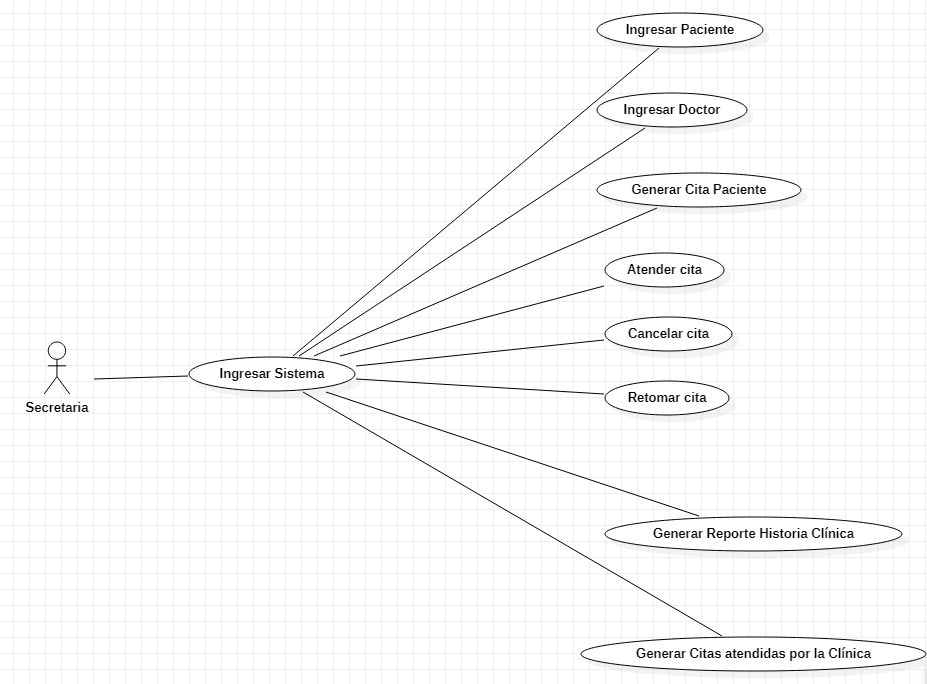 Ingresar Paciente
Ingresar Doctor
Generar Cita Paciente
Atender cita
Cancelar cita
Ingresar Sistema
Retomar cita
Secretaria
Generar Reporte Historia Clínica
Generar Citas atendidas por la Clínica